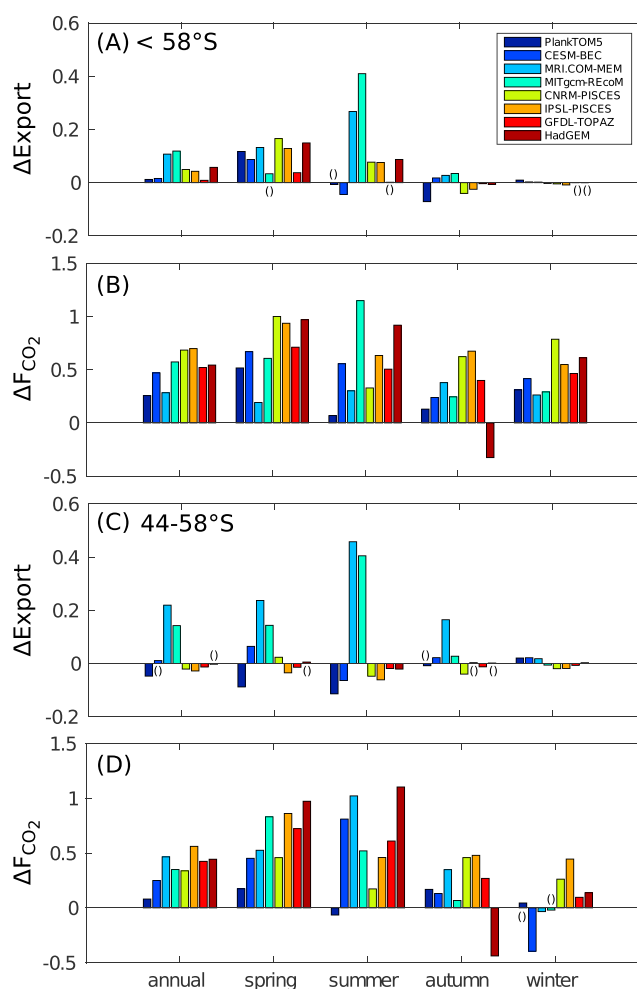 (A) < 58°S
ΔExport
0.6
0.4
0.2
0
-0.2
PlankTOM5
CESM-BEC
MRI.COM-MEM
MITgcm-REcoM
CNRM-PISCES
IPSL-PISCES
GFDL-TOPAZ
HadGEM
()
()
()
()()
(B)
ΔF_CO₂
1.5
1
0.5
0
-0.5
(C) 44-58°S
ΔExport
0.6
0.4
0.2
0
-0.2
()
()
()
()
()
()
(D)
ΔF_CO₂
1.5
1
0.5
0
-0.5
()
()
annual spring summer autumn winter